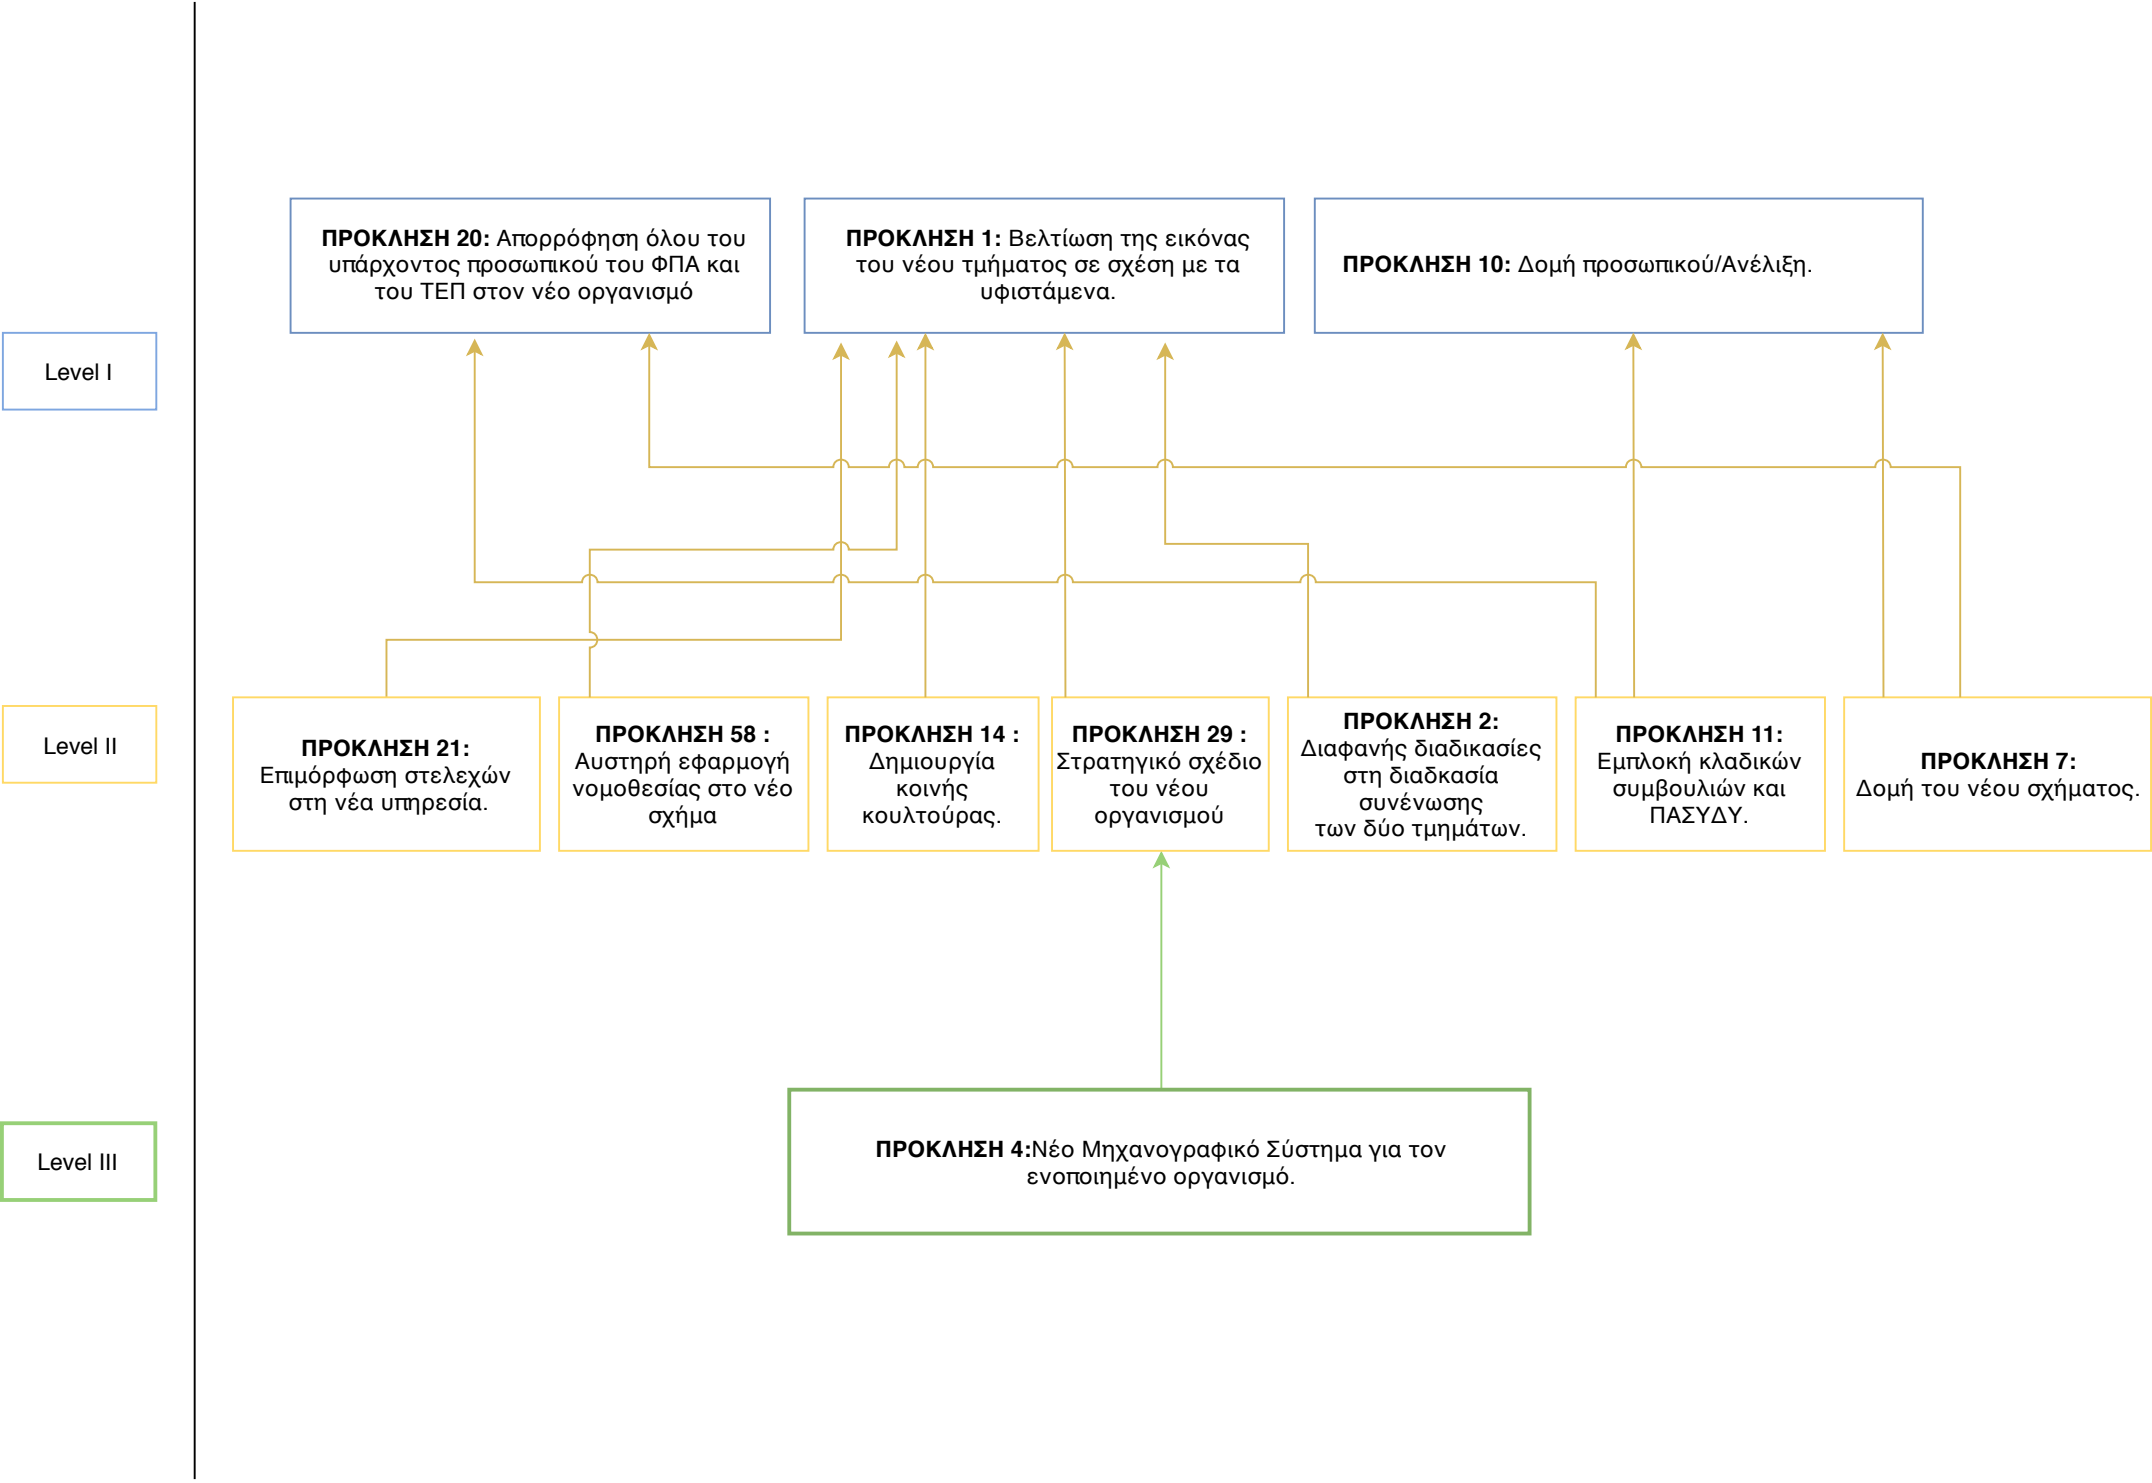 ΠΡΟΚΛΗΣΗ 20: Απορρόφηση όλου του
υπάρχοντος προσωπικού του ΦΠΑ και
του ΤΕΠ στον νέο οργανισμό
ΠΡΟΚΛΗΣΗ 1: Βελτίωση της εικόνας
του νέου τμήματος σε σχέση με τα
υφιστάμενα.
ΠΡΟΚΛΗΣΗ 10: Δομή προσωπικού/Ανέλιξη.
Level I
Level II
ΠΡΟΚΛΗΣΗ 21:
Επιμόρφωση στελεχών
στη νέα υπηρεσία.
ΠΡΟΚΛΗΣΗ 58 :
Αυστηρή εφαρμογή
νομοθεσίας στο νέο
σχήμα
ΠΡΟΚΛΗΣΗ 14 :
Δημιουργία
κοινής
κουλτούρας.
ΠΡΟΚΛΗΣΗ 29 :
Στρατηγικό σχέδιο
του νέου
οργανισμού
ΠΡΟΚΛΗΣΗ 2:
Διαφανής διαδικασίες
στη διαδκασία
συνένωσης
των δύο τμημάτων.
ΠΡΟΚΛΗΣΗ 11:
Εμπλοκή κλαδικών
συμβουλιών και
ΠΑΣΥΔΥ.
ΠΡΟΚΛΗΣΗ 7:
Δομή του νέου σχήματος.
Level III
ΠΡΟΚΛΗΣΗ 4:Νέο Μηχανογραφικό Σύστημα για τον
ενοποιημένο οργανισμό.